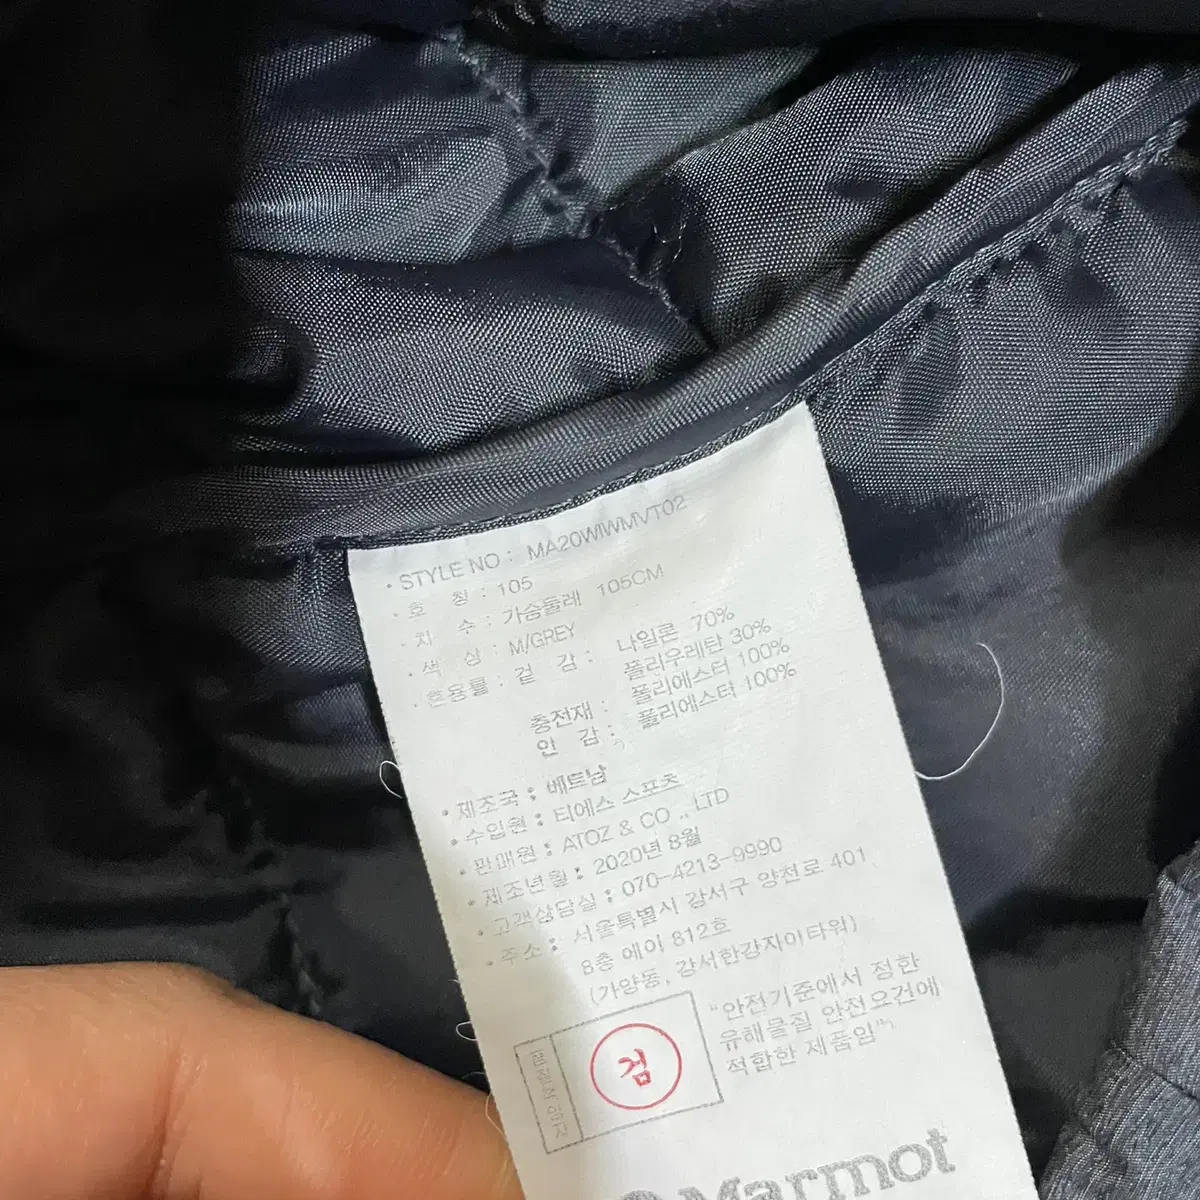 · STYLE NO : MA20WIWMVT02
· 호 칭 : 105
· 치 수 : 가슴둘레 105CM
· 색 상 : M/GREY
· 혼용률 : 겉 감 : 나일론 70%
폴리우레탄 30%
충전재 : 폴리에스터 100%
안 감 : 폴리에스터 100%
· 제조국 : 베트남
· 수입원 : 티에스 스포츠
· 판매원 : ATOZ & CO ., LTD
· 제조년월 : 2020년 8월
· 고객상담실 : 070-4213-9990
· 주소 : 서울특별시 강서구 양천로 401
8층 에이 812호
(가양동, 강서한강자이타워)
검
"안전기준에서 정한
유해물질 안전요건에
적합한 제품임"
Marmot